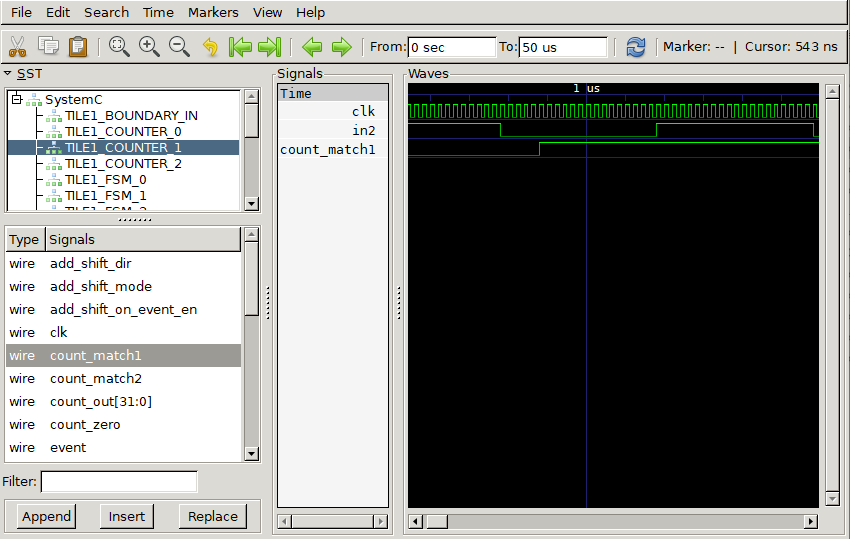 File Edit Search Time Markers View Help
From: 0 sec To: 50 us Marker: -- | Cursor: 543 ns
SST
SystemC
TILE1_BOUNDARY_IN
TILE1_COUNTER_0
TILE1_COUNTER_1
TILE1_COUNTER_2
TILE1_FSM_0
TILE1_FSM_1
Type Signals
wire add_shift_dir
wire add_shift_mode
wire add_shift_on_event_en
wire clk
wire count_match1
wire count_match2
wire count_out[31:0]
wire count_zero
wire event
Filter:
Append Insert Replace
Signals
Time
clk
in2
count_match1
Waves
1 us